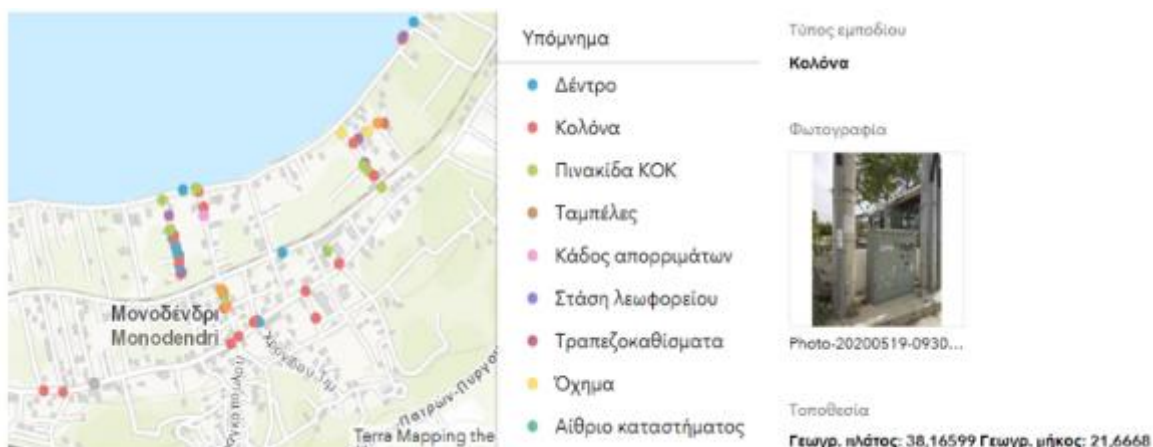 Υπόμνημα
Δέντρο
Κολόνα
Πινακίδα ΚΟΚ
Ταμπέλες
Κάδος απορριμάτων
Στάση λεωφορείου
Τραπεζοκαθίσματα
Όχημα
Αίθριο καταστήματος
Μονοδένδρι
Monodendri
Terra Mapping the
Τύπος εμποδίου
Κολόνα
Φωτογραφία
Photo-20200519-0930...
Τοποθεσία
Γεωγρ. πλάτος: 38,16599 Γεωγρ. μήκος: 21,6668